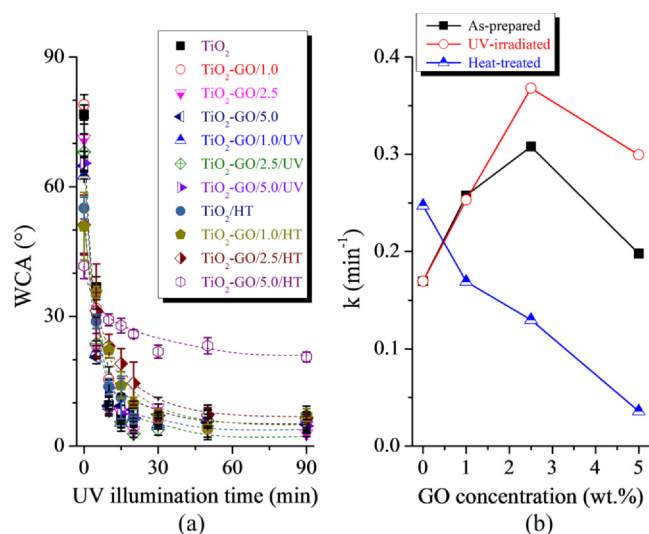 90
60
30
0
WCA (°)
TiO2
TiO2-GO/1.0
TiO2-GO/2.5
TiO2-GO/5.0
TiO2-GO/1.0/UV
TiO2-GO/2.5/UV
TiO2-GO/5.0/UV
TiO2/HT
TiO2-GO/1.0/HT
TiO2-GO/2.5/HT
TiO2-GO/5.0/HT
0 30 60 90
UV illumination time (min)
(a)
As-prepared
UV-irradiated
Heat-treated
0.4
0.3
0.2
0.1
0.0
k (min-1)
0 1 2 3 4 5
GO concentration (wt.%)
(b)